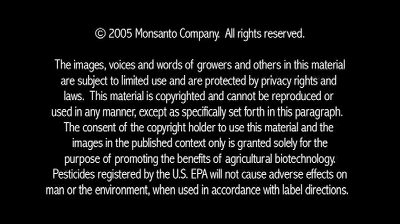 © 2005 Monsanto Company. All rights reserved.
The images, voices and words of growers and others in this material
are subject to limited use and are protected by privacy rights and
laws. This material is copyrighted and cannot be reproduced or
used in any manner, except as specifically set forth in this paragraph.
The consent of the copyright holder to use this material and the
images in the published context only is granted solely for the
purpose of promoting the benefits of agricultural biotechnology.
Pesticides registered by the U.S. EPA will not cause adverse effects on
man or the environment, when used in accordance with label directions.